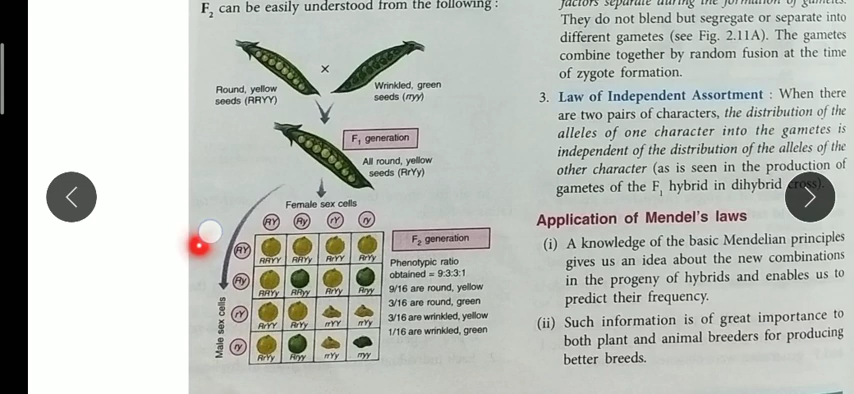 F2 can be easily understood from the following :
Round, yellow
seeds (RRYY)
×
Wrinkled, green
seeds (rryy)
F1 generation
All round, yellow
seeds (RrYy)
Female sex cells
RY Ry rY ry
Male sex cells
RY
RRYY RRYy RrYY RrYy
Ry
RRYy RRyy RrYy Rryy
rY
RrYY RrYy rrYY rrYy
ry
RrYy Rryy rrYy rryy
F2 generation
Phenotypic ratio
obtained = 9:3:3:1
9/16 are round, yellow
3/16 are round, green
3/16 are wrinkled, yellow
1/16 are wrinkled, green
factors separate during the formation of gametes.
They do not blend but segregate or separate into
different gametes (see Fig. 2.11A). The gametes
combine together by random fusion at the time
of zygote formation.
3. Law of Independent Assortment : When there
are two pairs of characters, the distribution of the
alleles of one character into the gametes is
independent of the distribution of the alleles of the
other character (as is seen in the production of
gametes of the F1 hybrid in dihybrid cross).
Application of Mendel's laws
(i) A knowledge of the basic Mendelian principles
gives us an idea about the new combinations
in the progeny of hybrids and enables us to
predict their frequency.
(ii) Such information is of great importance to
both plant and animal breeders for producing
better breeds.